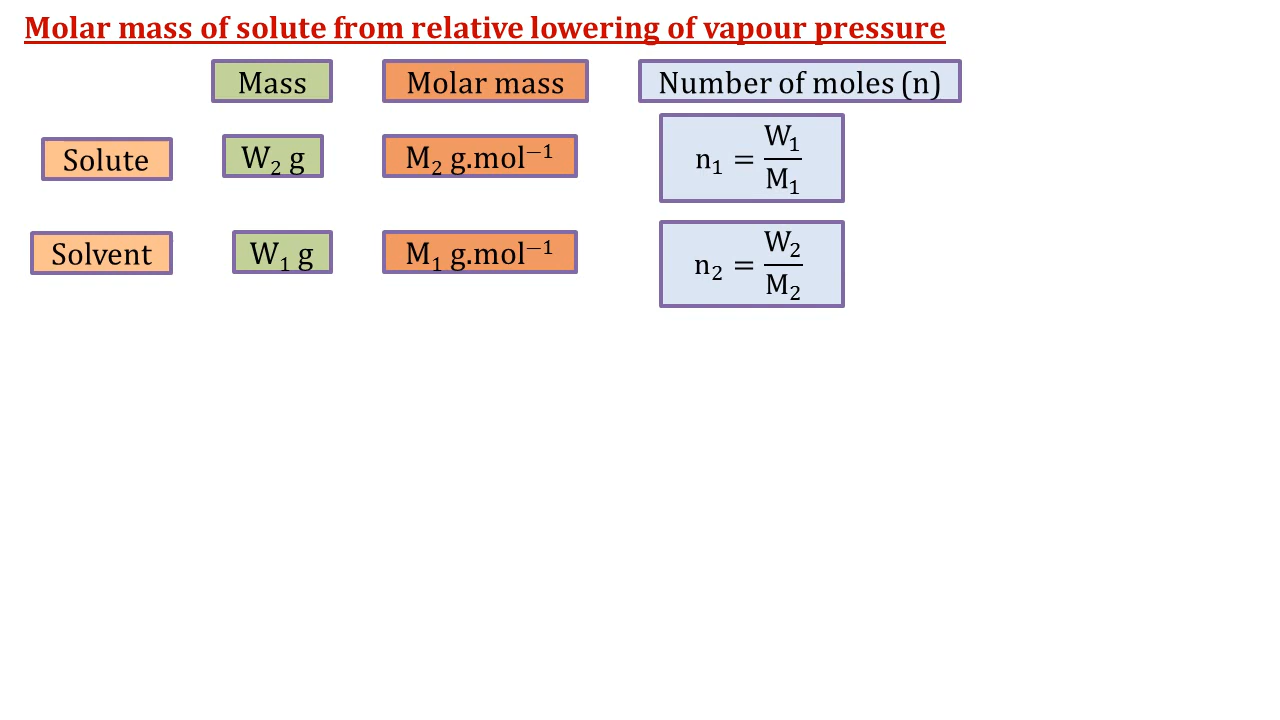 Molar mass of solute from relative lowering of vapour pressure
Mass Molar mass Number of moles (n)
Solute W₂ g M₂ g.mol⁻¹ n₁ = W₁/M₁
Solvent W₁ g M₁ g.mol⁻¹ n₂ = W₂/M₂